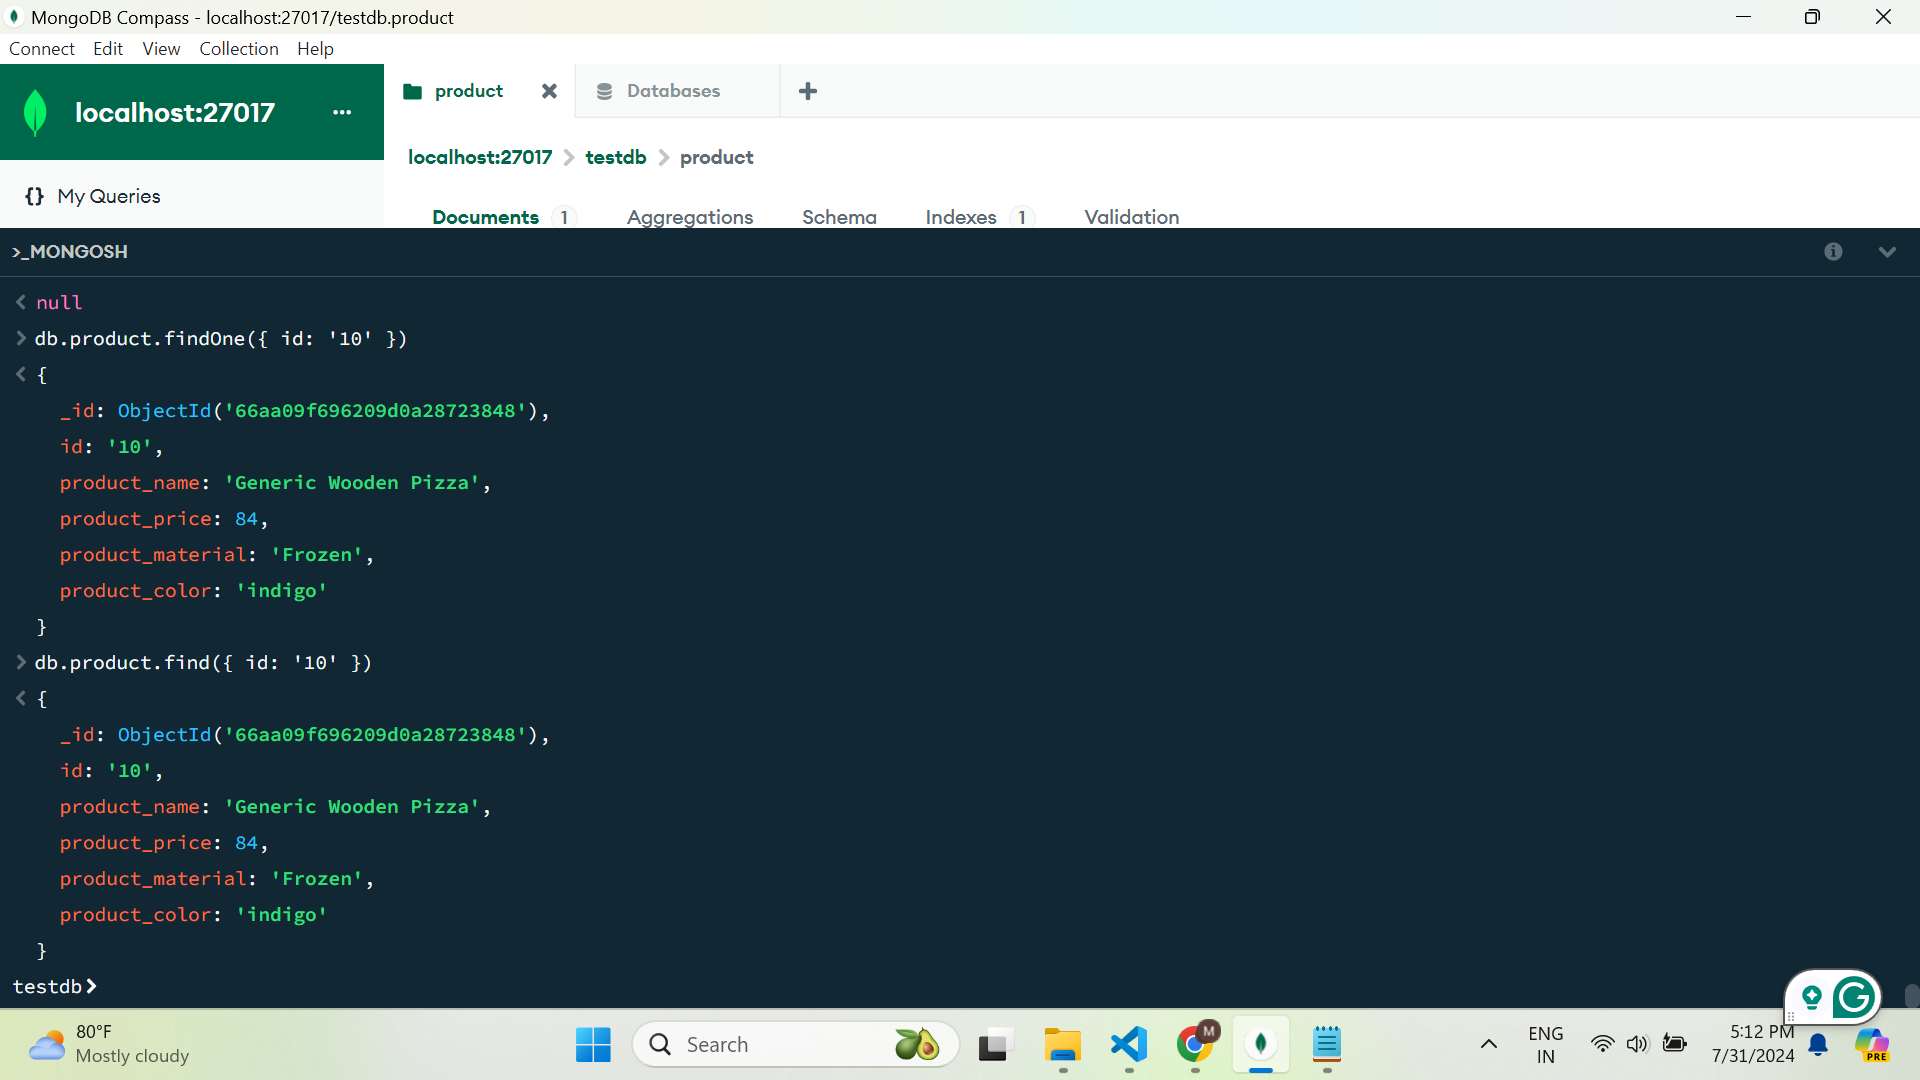 MongoDB Compass - localhost:27017/testdb.product
Connect Edit View Collection Help
localhost:27017 ...
product Databases
localhost:27017 > testdb > product
{} My Queries
Documents 1 Aggregations Schema Indexes 1 Validation
>_MONGOSH
< null
> db.product.findOne({ id: '10' })
< {
_id: ObjectId('66aa09f696209d0a28723848'),
id: '10',
product_name: 'Generic Wooden Pizza',
product_price: 84,
product_material: 'Frozen',
product_color: 'indigo'
}
> db.product.find({ id: '10' })
< {
_id: ObjectId('66aa09f696209d0a28723848'),
id: '10',
product_name: 'Generic Wooden Pizza',
product_price: 84,
product_material: 'Frozen',
product_color: 'indigo'
}
testdb>
80°F
Mostly cloudy
Search
M
ENG
IN
5:12 PM
7/31/2024
PRE